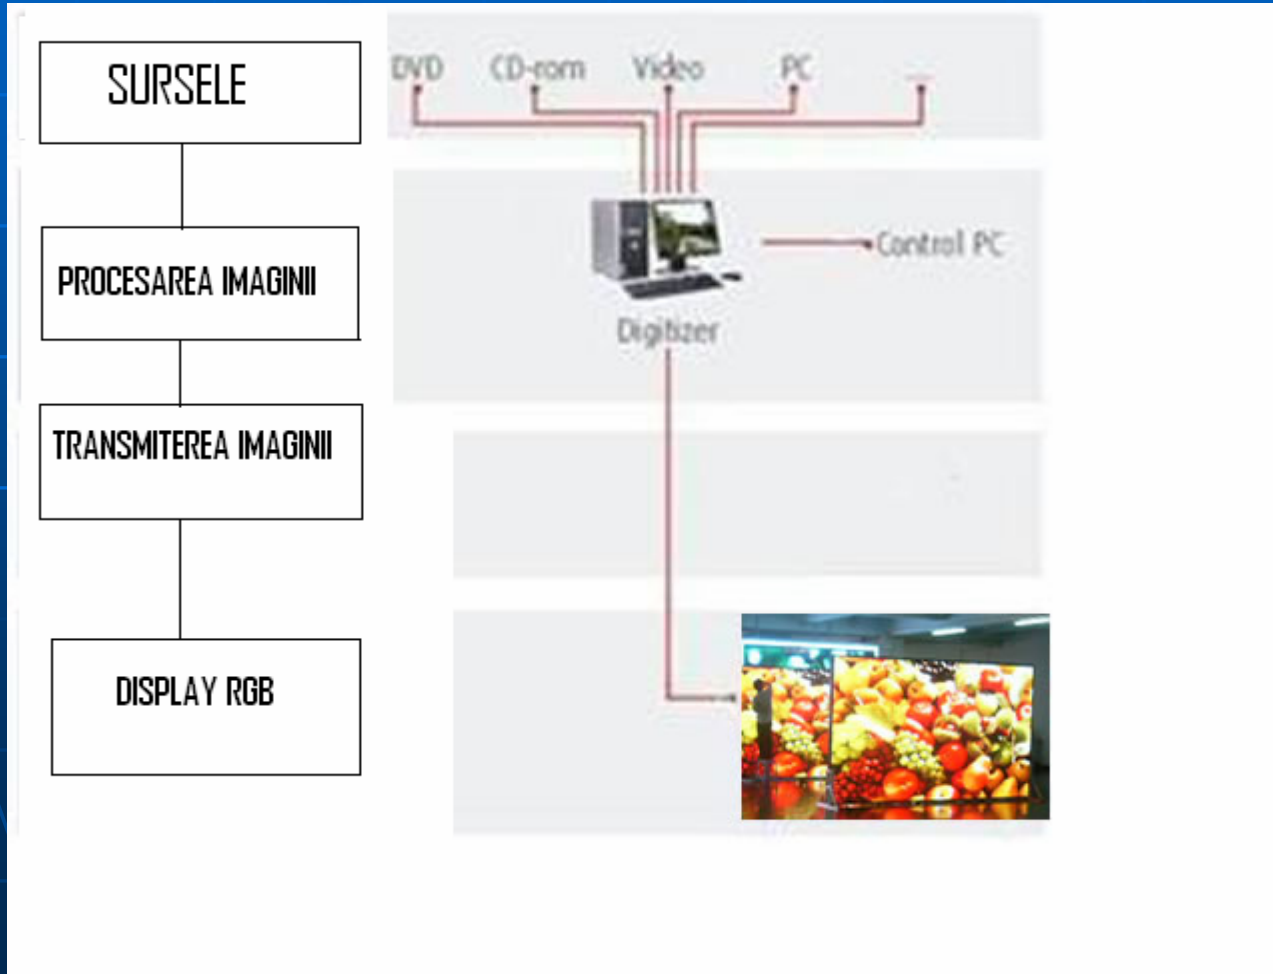 SURSELE
DVD CD-rom Video PC ...
PROCESAREA IMAGINII
Control PC
Digitizer
TRANSMITEREA IMAGINII
DISPLAY RGB